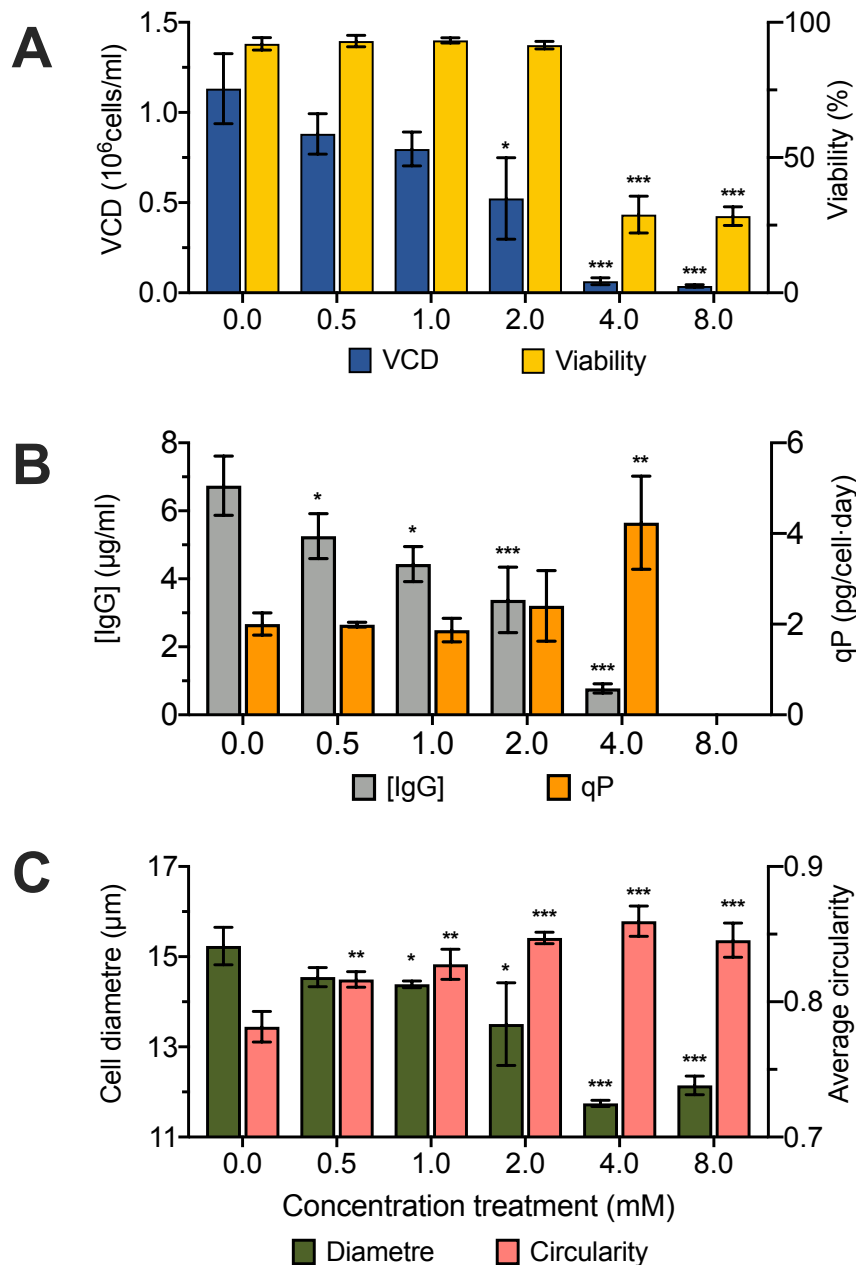 A
VCD (10⁶cells/ml)
1.5
1.0
0.5
0.0
100
50
0
Viability (%)
* *** *** *** ***
0.0 0.5 1.0 2.0 4.0 8.0
VCD Viability
B
[IgG] (µg/ml)
8
6
4
2
0
6
4
2
0
qP (pg/cell·day)
* * *** *** **
0.0 0.5 1.0 2.0 4.0 8.0
[IgG] qP
C
Cell diametre (µm)
17
15
13
11
0.9
0.8
0.7
Average circularity
** * ** * *** *** *** *** ***
0.0 0.5 1.0 2.0 4.0 8.0
Concentration treatment (mM)
Diametre Circularity